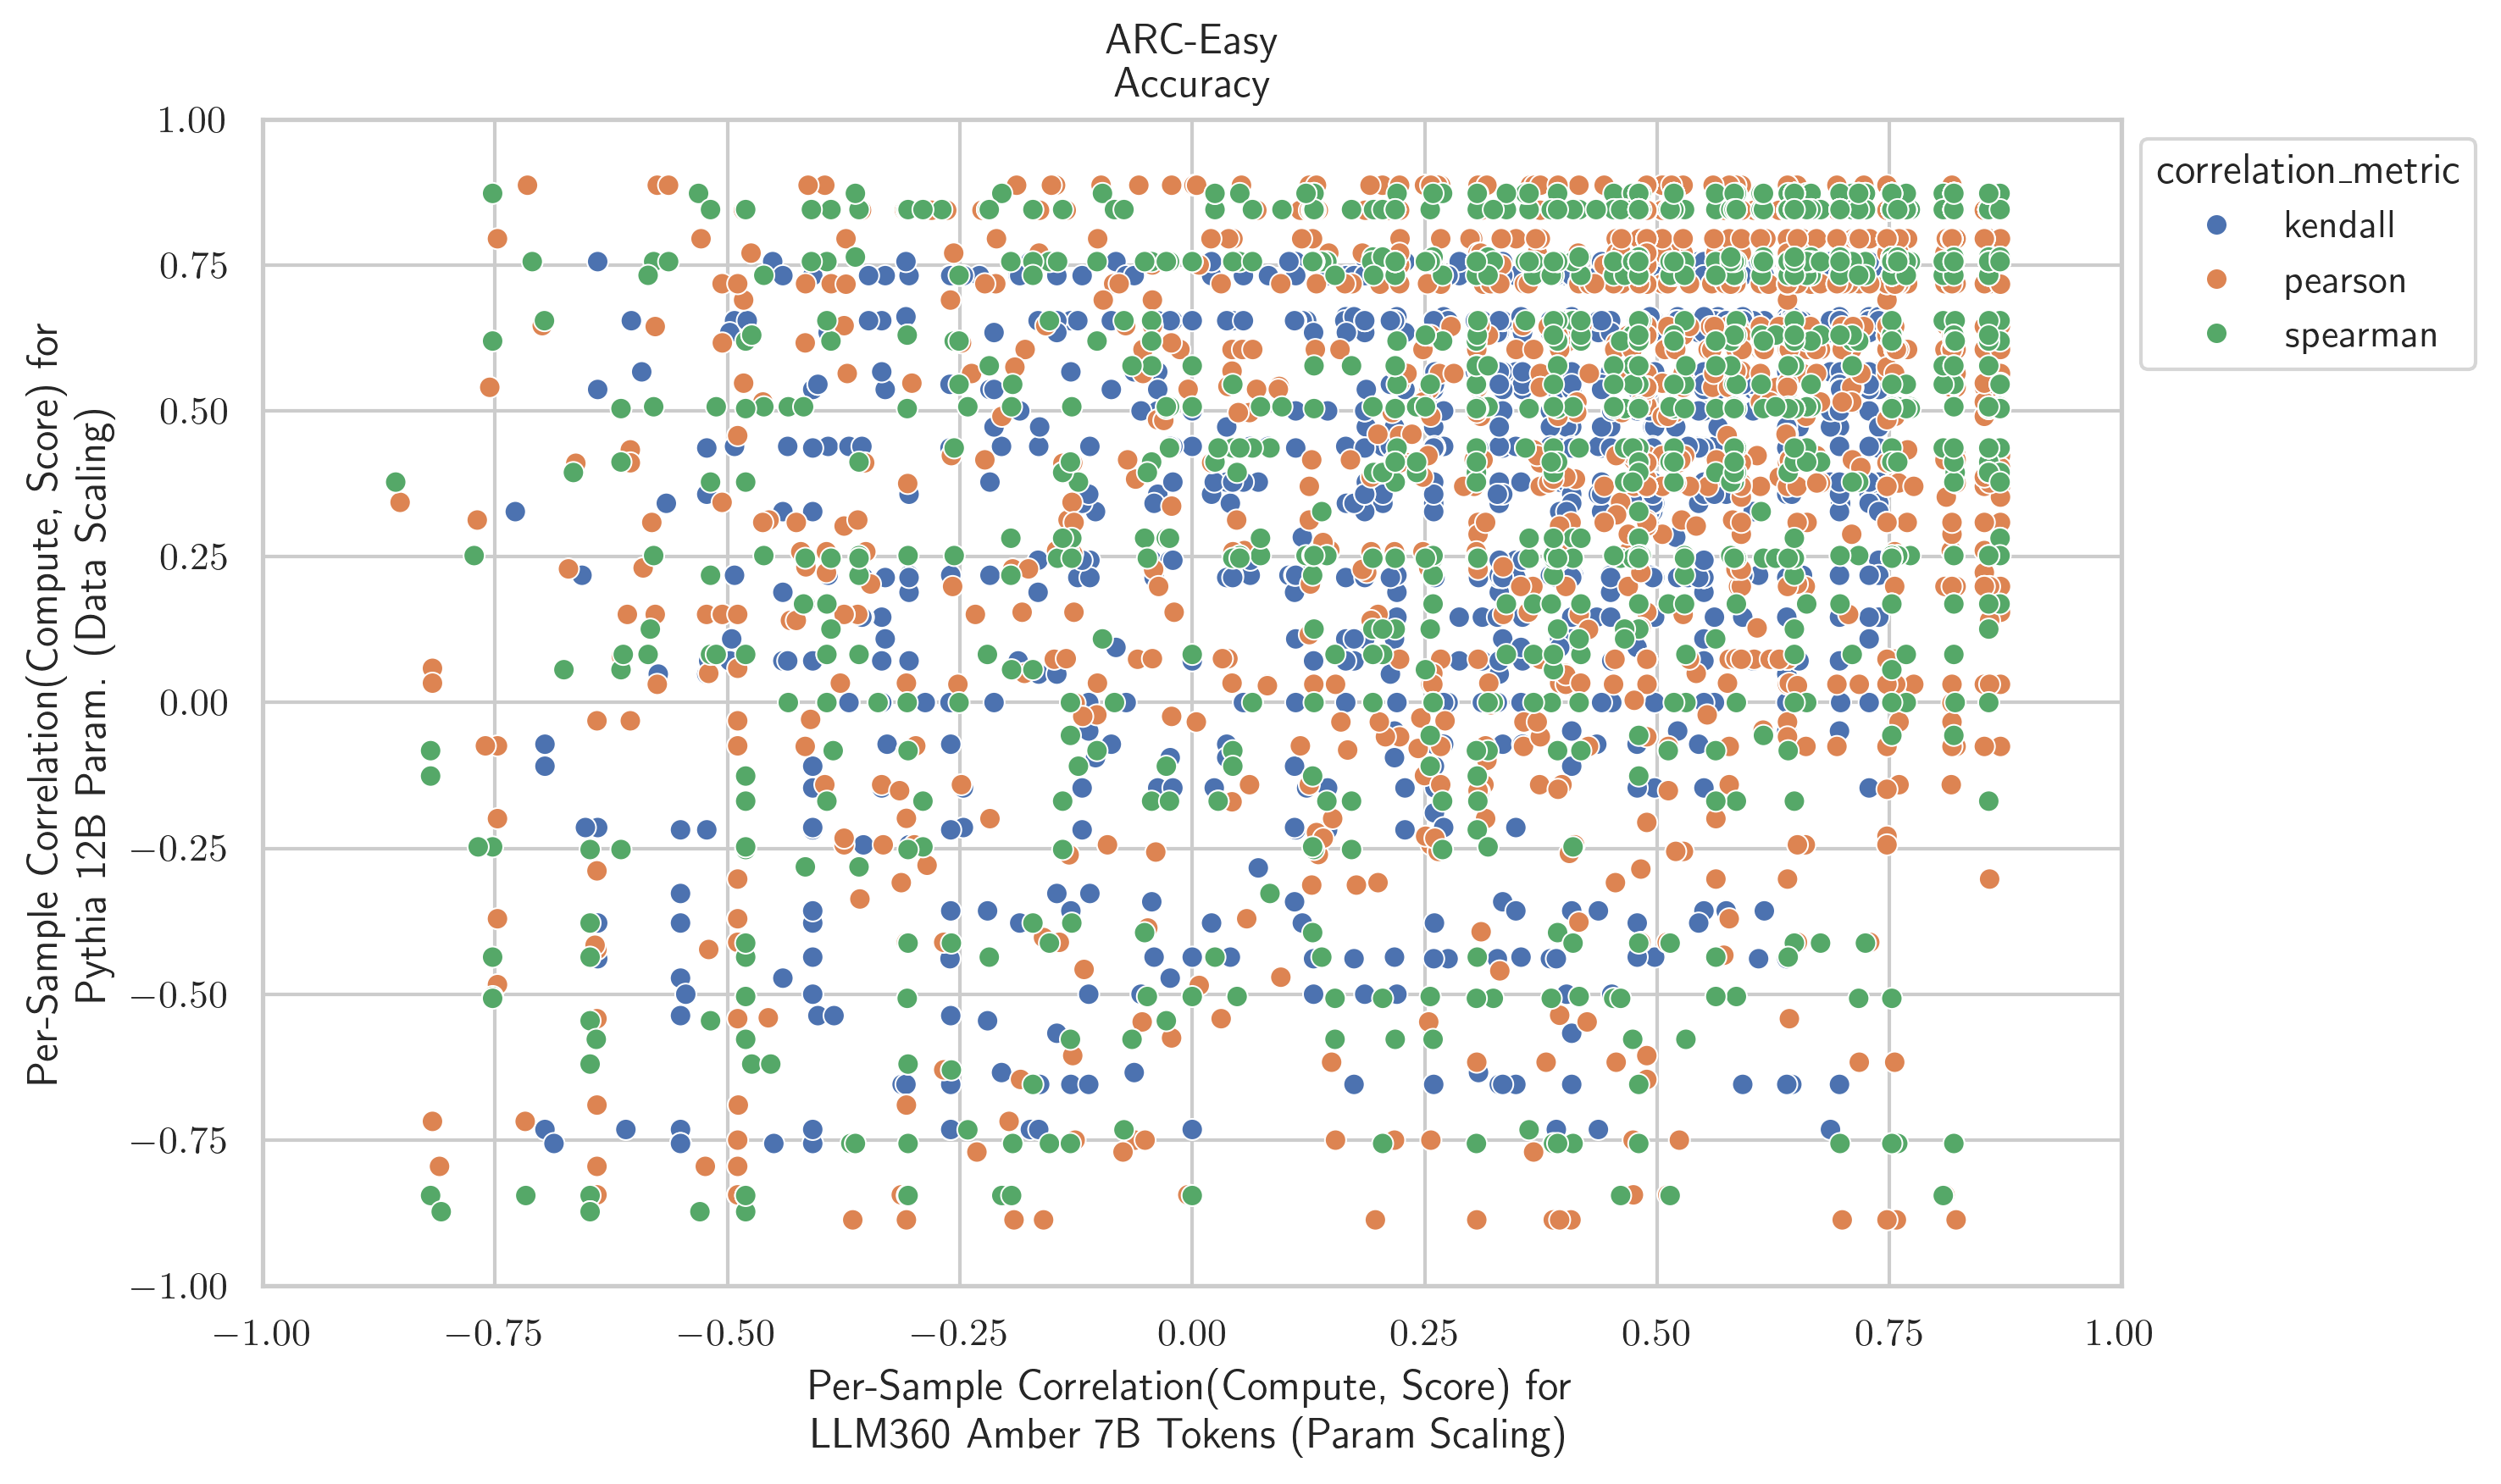 ARC-Easy
Accuracy
Per-Sample Correlation(Compute, Score) for
Pythia 12B Param. (Data Scaling)
1.00
0.75
0.50
0.25
0.00
−0.25
−0.50
−0.75
−1.00
−1.00 −0.75 −0.50 −0.25 0.00 0.25 0.50 0.75 1.00
Per-Sample Correlation(Compute, Score) for
LLM360 Amber 7B Tokens (Param Scaling)
correlation_metric
kendall
pearson
spearman